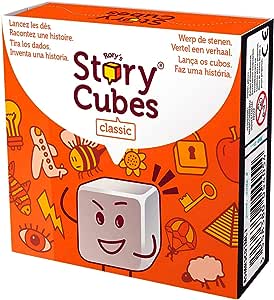 Lancez les dés.
Racontez une histoire.
Tira los dados.
Inventa una historia.
Werp de stenen.
Vertel een verhaal.
Lança os cubos.
Faz uma história.
Rory's
Story
Cubes
®
classic